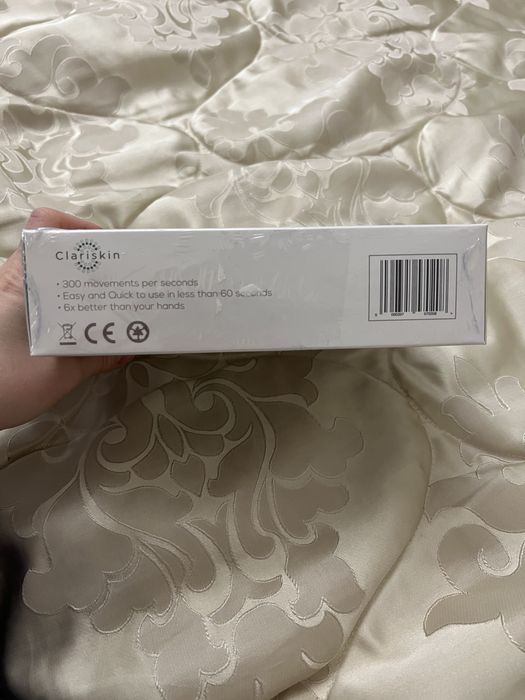 Clariskin
• 300 movements per seconds
• Easy and Quick to use in less than 60 seconds
• 6x better than your hands
CE